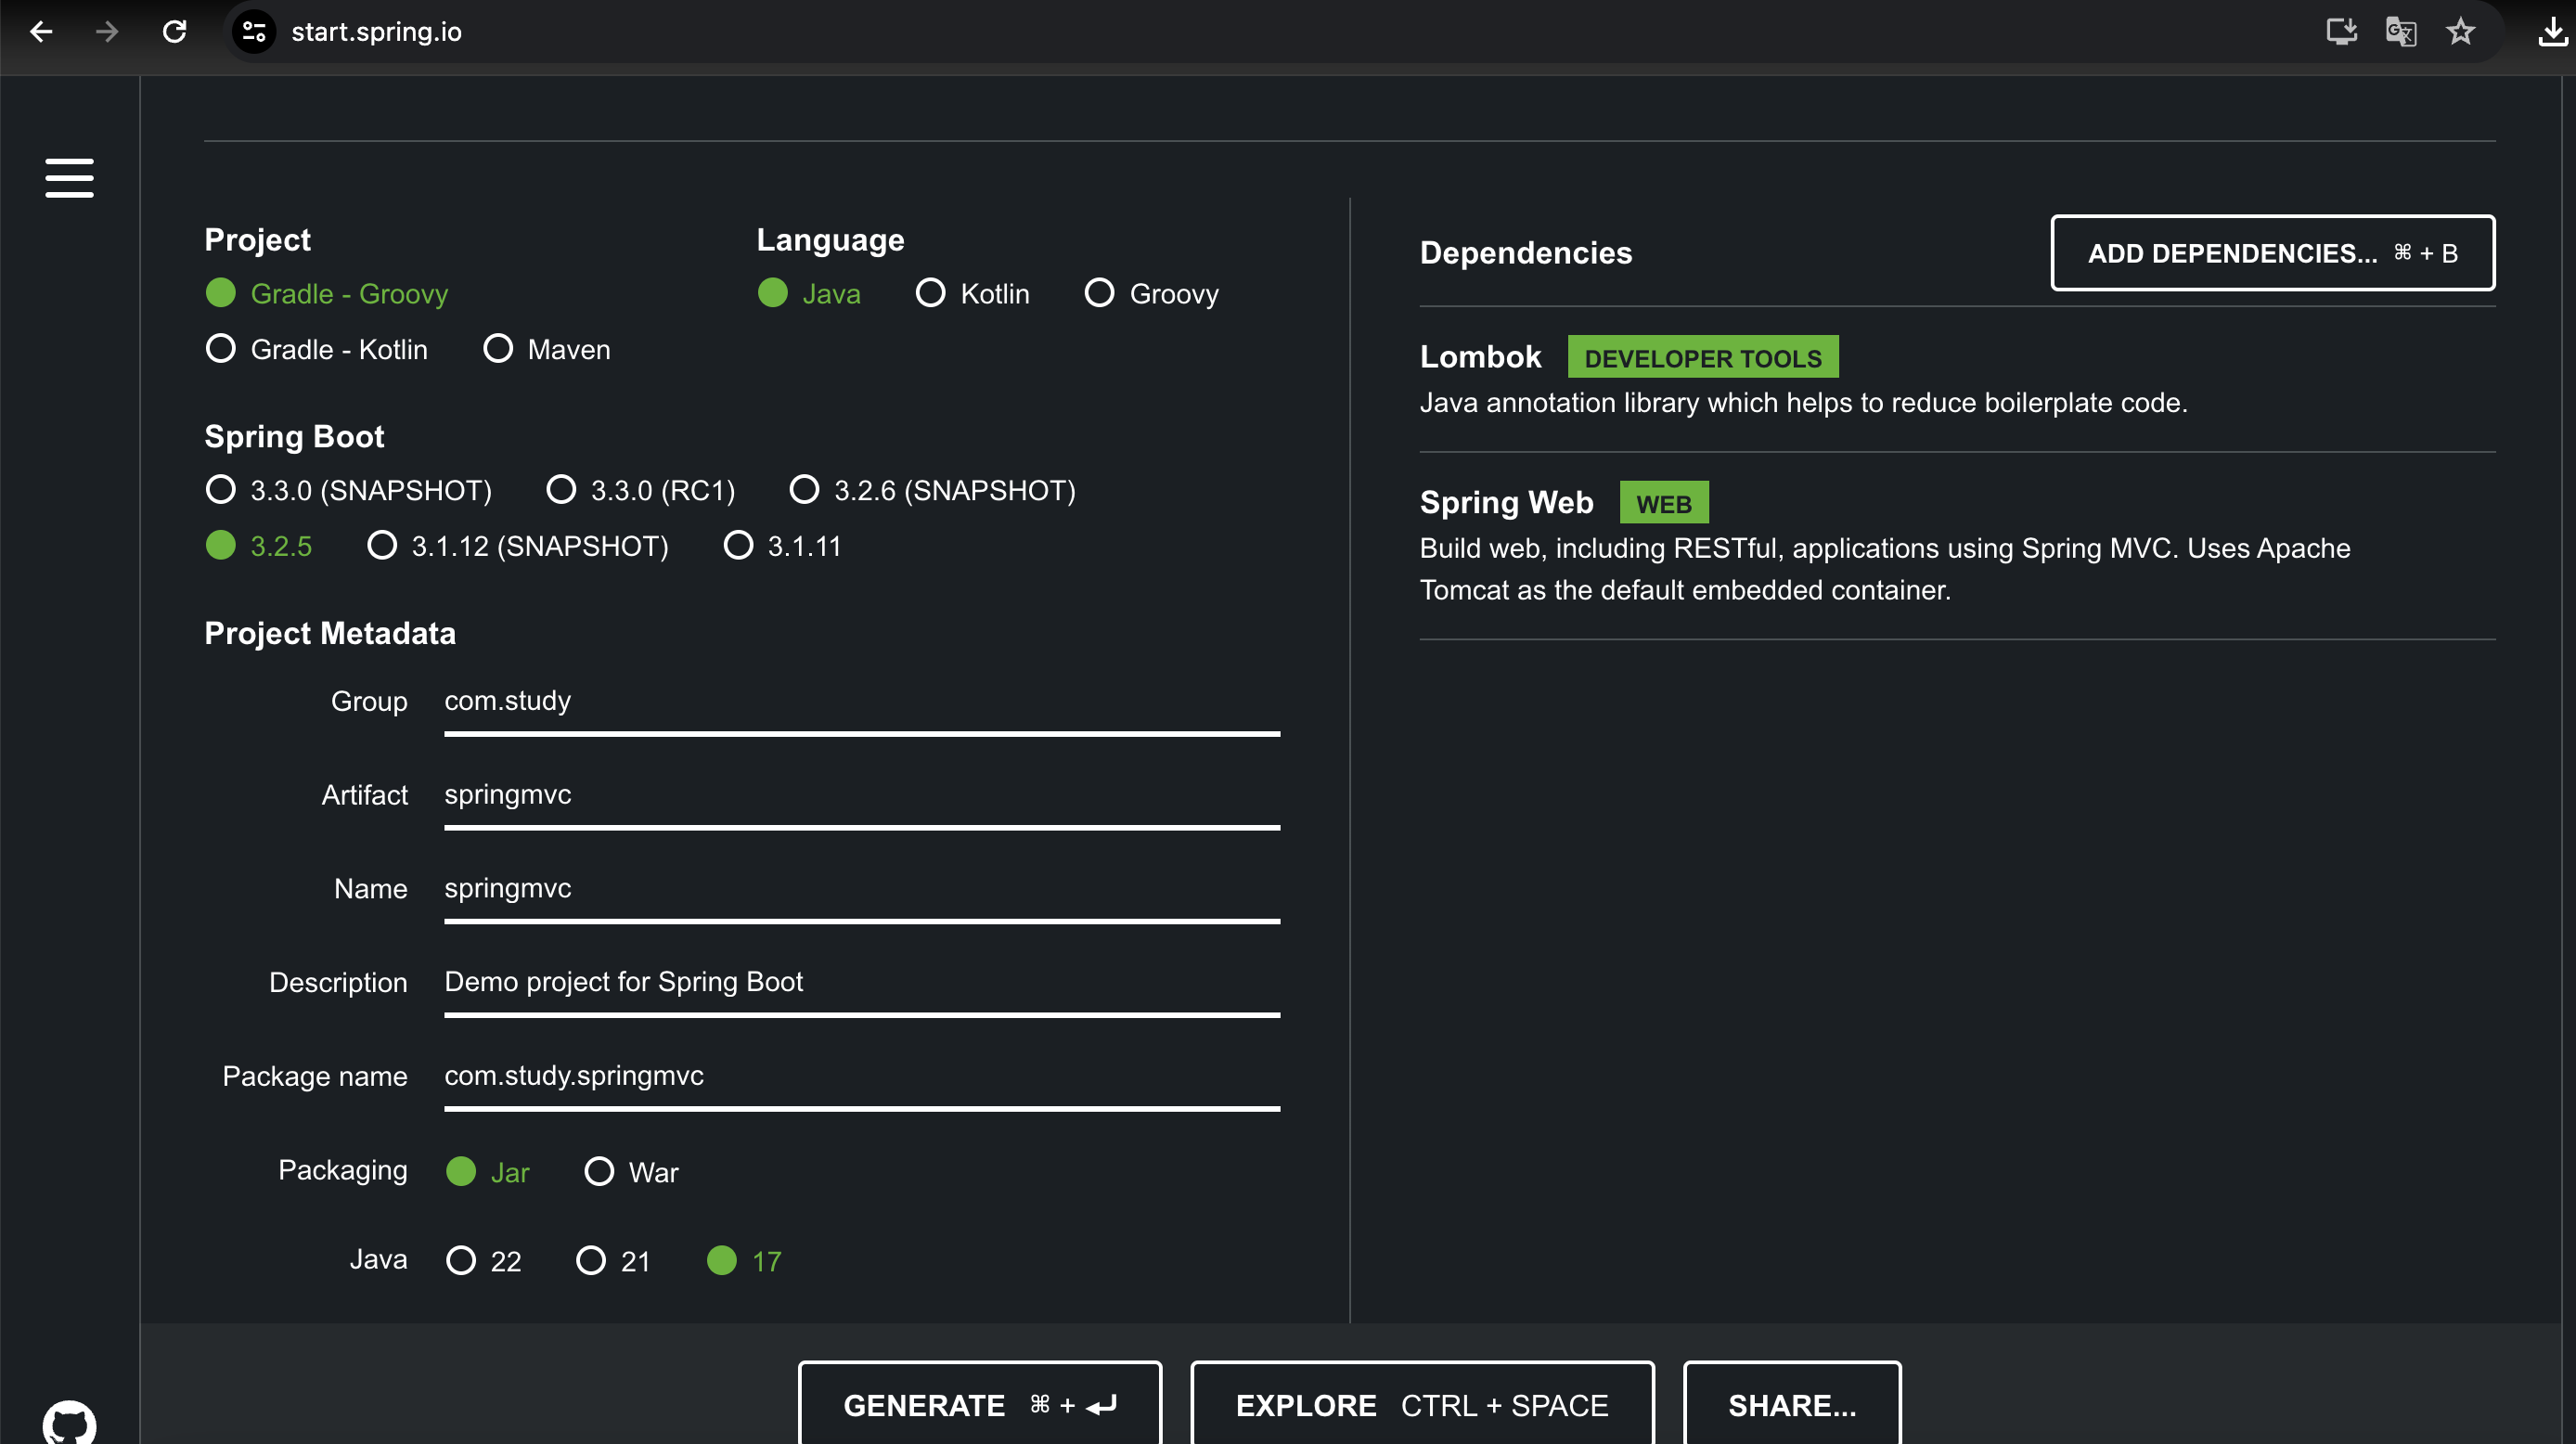 start.spring.io
Project
Gradle - Groovy
Gradle - Kotlin Maven
Language
Java Kotlin Groovy
Spring Boot
3.3.0 (SNAPSHOT) 3.3.0 (RC1) 3.2.6 (SNAPSHOT)
3.2.5 3.1.12 (SNAPSHOT) 3.1.11
Project Metadata
Group com.study
Artifact springmvc
Name springmvc
Description Demo project for Spring Boot
Package name com.study.springmvc
Packaging Jar War
Java 22 21 17
Dependencies ADD DEPENDENCIES... ⌘ + B
Lombok DEVELOPER TOOLS
Java annotation library which helps to reduce boilerplate code.
Spring Web WEB
Build web, including RESTful, applications using Spring MVC. Uses Apache
Tomcat as the default embedded container.
GENERATE ⌘ + ⏎ EXPLORE CTRL + SPACE SHARE...